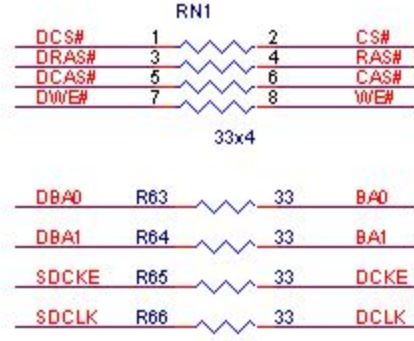 RN1
DCS# 1 2 CS#
DRAS# 3 4 RAS#
DCAS# 5 6 CAS#
DWE# 7 8 WE#
33x4
DBA0 R63 33 BA0
DBA1 R64 33 BA1
SDCKE R65 33 DCKE
SDCLK R66 33 DCLK